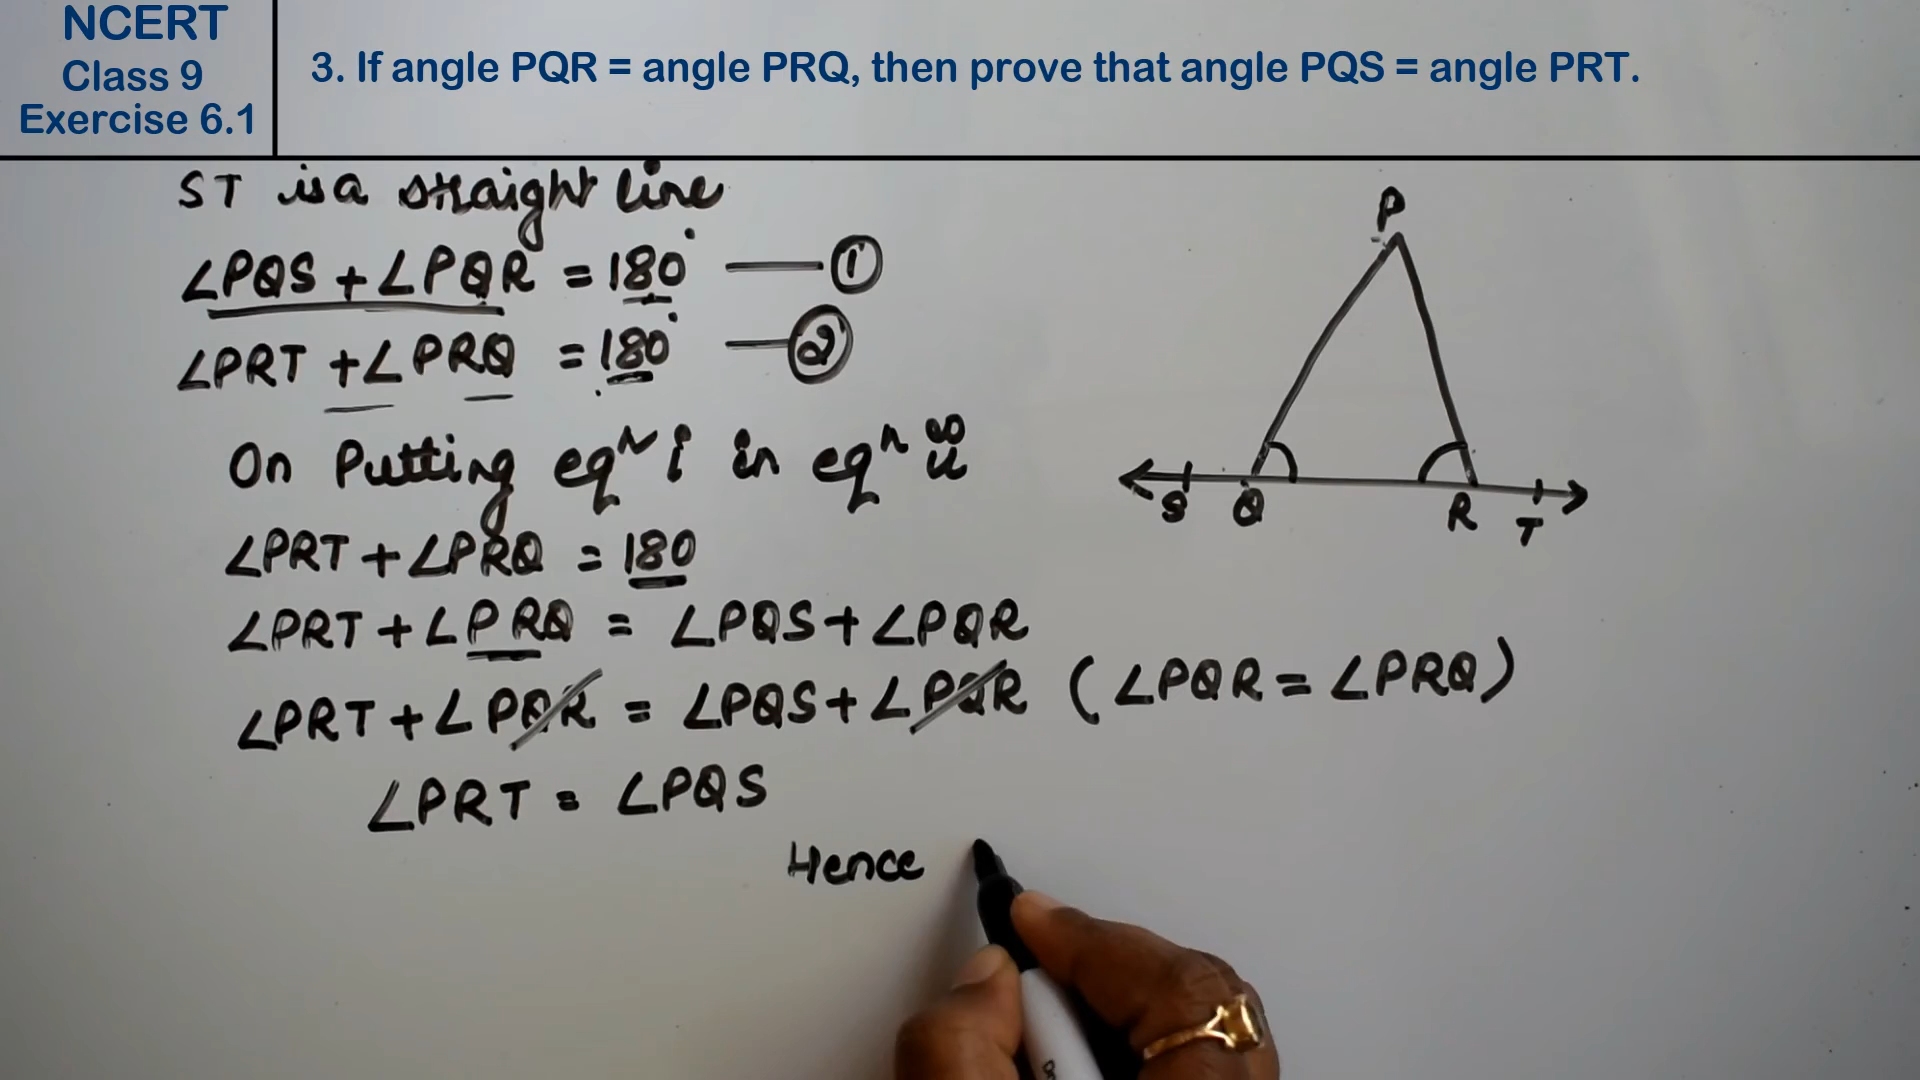 NCERT
Class 9
Exercise 6.1
3. If angle PQR = angle PRQ, then prove that angle PQS = angle PRT.
ST is a straight line
∠PQS + ∠PQR = 180° —— ①
∠PRT + ∠PRQ = 180° —— ②
On Putting eqⁿ i in eqⁿ ii
∠PRT + ∠PRQ = 180
∠PRT + ∠PRQ = ∠PQS + ∠PQR
∠PRT + ∠PQR = ∠PQS + ∠PQR (∠PQR = ∠PRQ)
∠PRT = ∠PQS
Hence
P
S Q R T